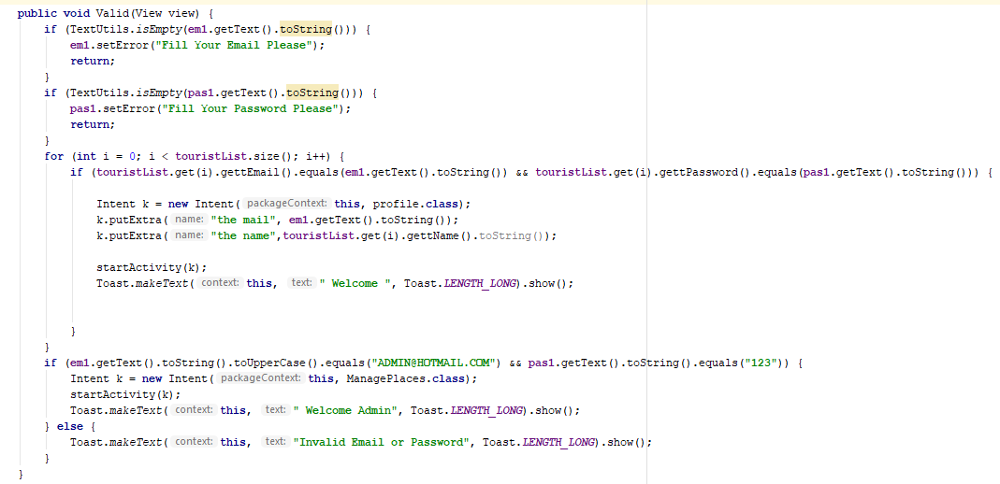 public void Valid(View view) {
if (TextUtils.isEmpty(em1.getText().toString())) {
em1.setError("Fill Your Email Please");
return;
}
if (TextUtils.isEmpty(pas1.getText().toString())) {
pas1.setError("Fill Your Password Please");
return;
}
for (int i = 0; i < touristList.size(); i++) {
if (touristList.get(i).gettEmail().equals(em1.getText().toString()) && touristList.get(i).gettPassword().equals(pas1.getText().toString())) {
Intent k = new Intent( packageContext: this, profile.class);
k.putExtra( name: "the mail", em1.getText().toString());
k.putExtra( name: "the name",touristList.get(i).gettName().toString());
startActivity(k);
Toast.makeText( context: this, text: " Welcome ", Toast.LENGTH_LONG).show();
}
}
if (em1.getText().toString().toUpperCase().equals("ADMIN@HOTMAIL.COM") && pas1.getText().toString().equals("123")) {
Intent k = new Intent( packageContext: this, ManagePlaces.class);
startActivity(k);
Toast.makeText( context: this, text: " Welcome Admin", Toast.LENGTH_LONG).show();
} else {
Toast.makeText( context: this, text: "Invalid Email or Password", Toast.LENGTH_LONG).show();
}
}